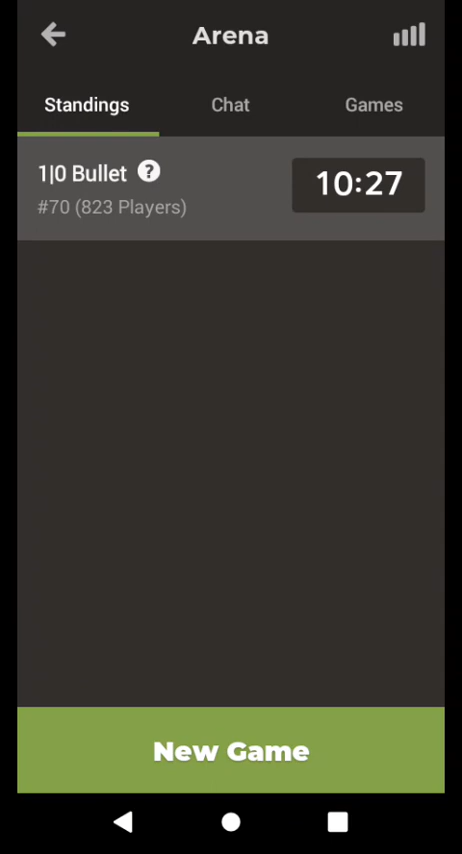 Arena
Standings Chat Games
1|0 Bullet ?
10:27
#70 (823 Players)
New Game